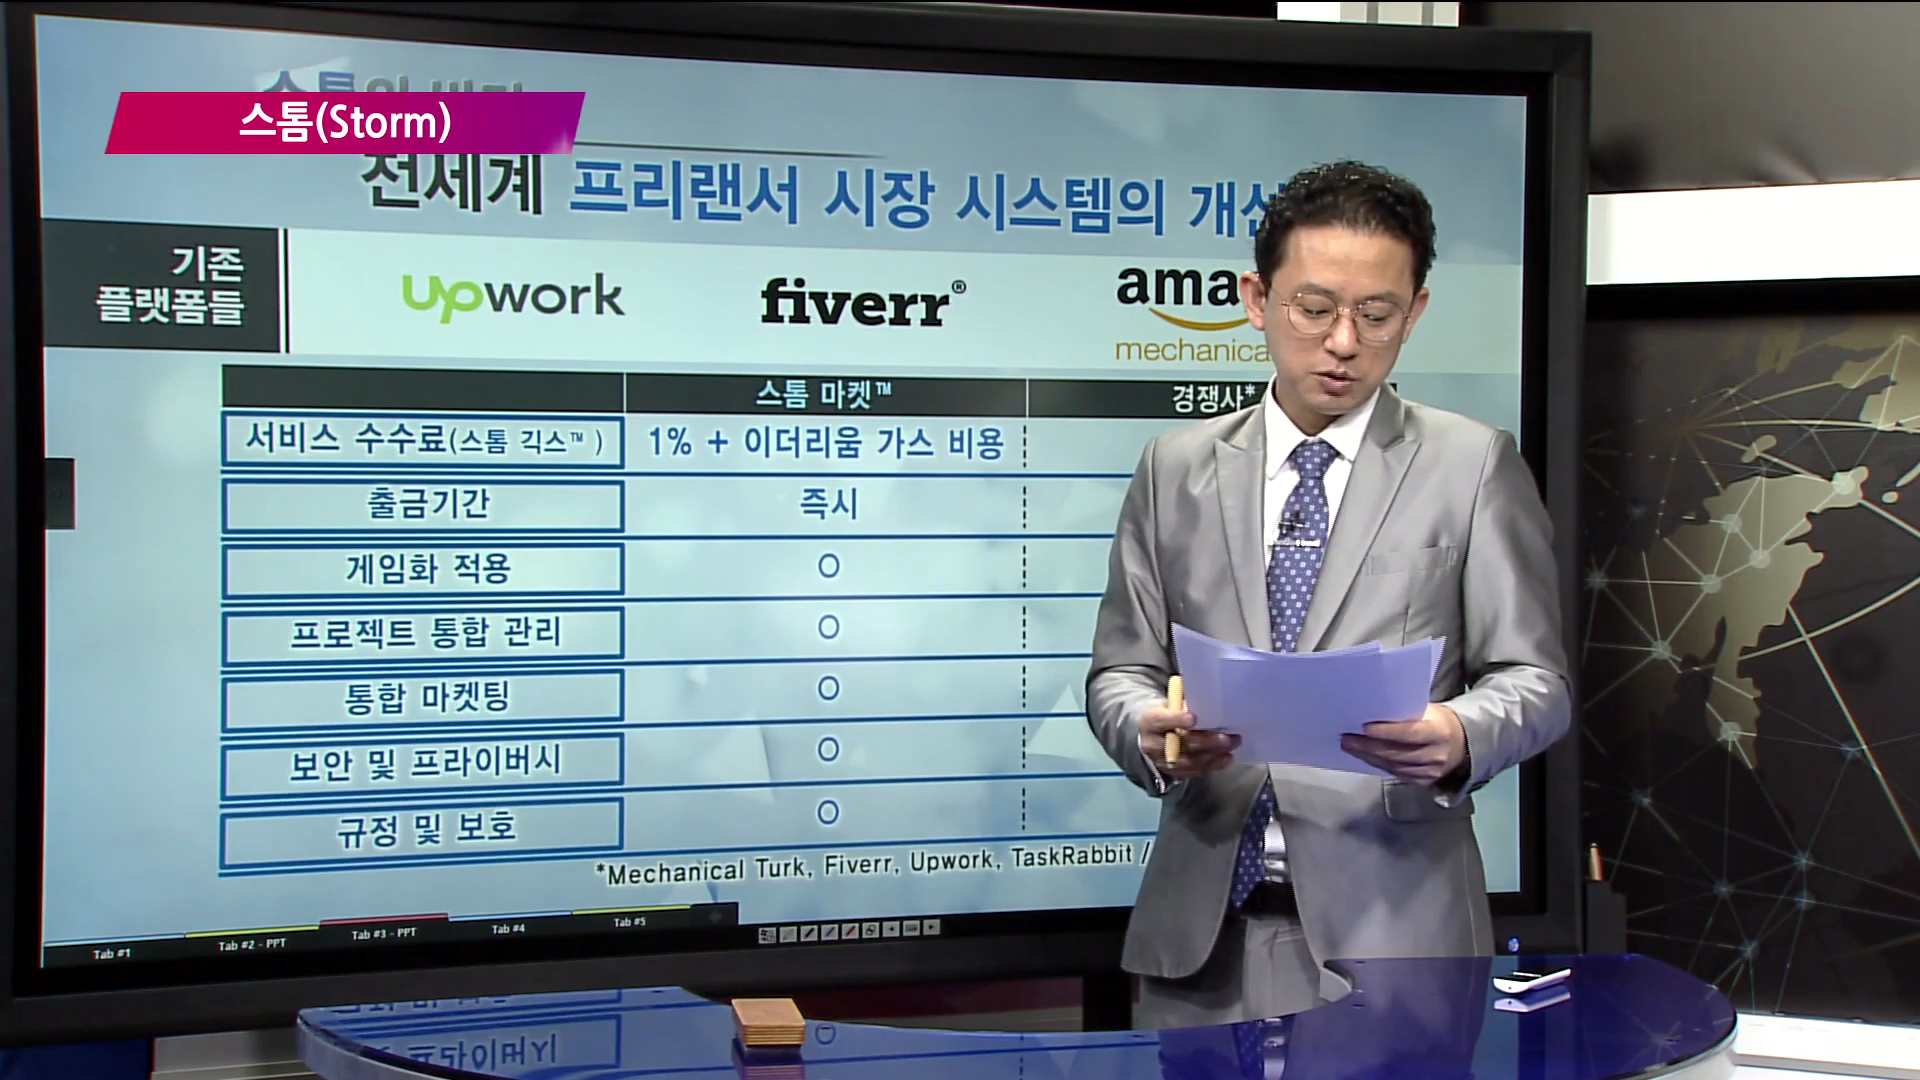 스톰(Storm)
전세계 프리랜서 시장 시스템의
기존
플랫폼들
upwork
fiverr®
스톰 마켓™
경쟁사*
서비스 수수료(스톰 긱스™ )
1% + 이더리움 가스 비용
출금기간
즉시
게임화 적용
O
프로젝트 통합 관리
O
통합 마켓팅
O
보안 및 프라이버시
O
규정 및 보호
O
*Mechanical Turk, Fiverr, Upwork, TaskRabbit /
Tab #1
Tab #2 - PPT
Tab #3 - PPT
Tab #4
Tab #5